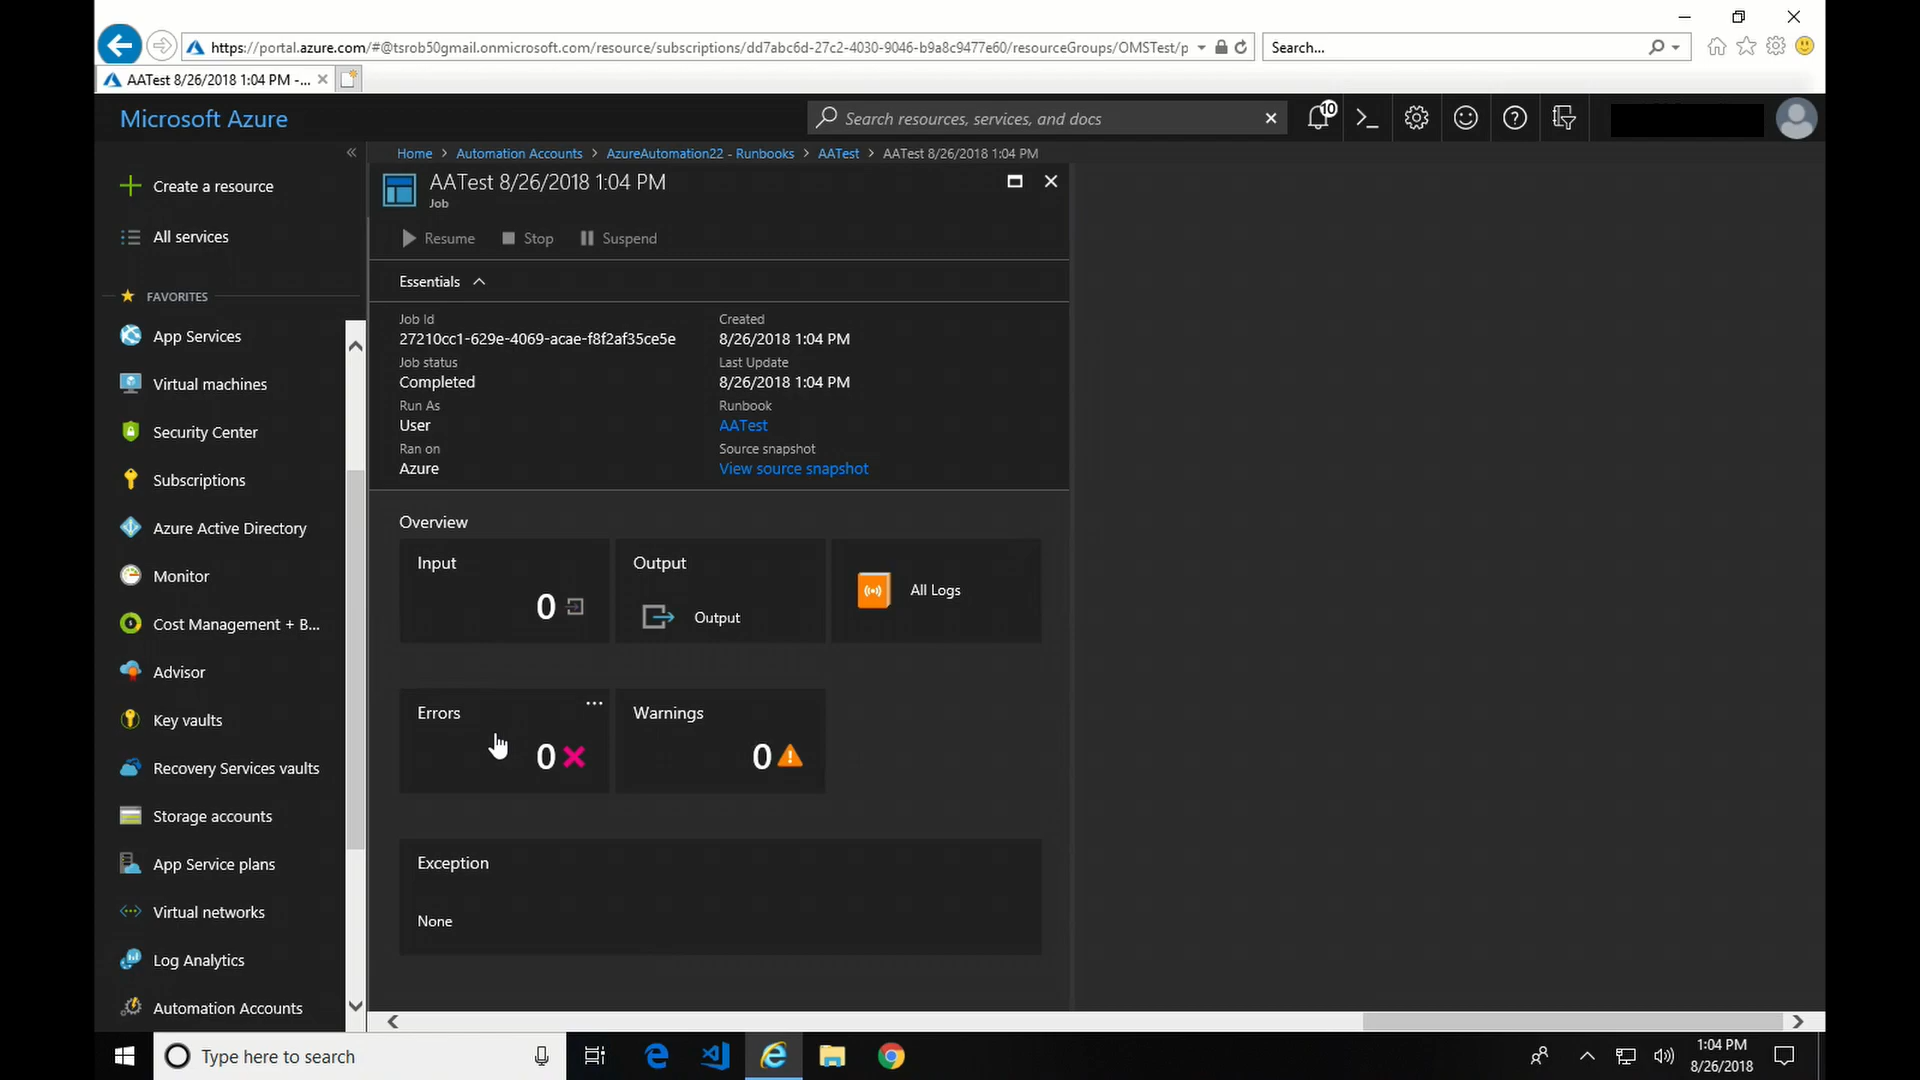 https://portal.azure.com/#@tsrob50gmail.onmicrosoft.com/resource/subscriptions/dd7abc6d-27c2-4030-9046-b9a8c9477e60/resourceGroups/OMSTest/p
Search...
AATest 8/26/2018 1:04 PM -...
Microsoft Azure
Search resources, services, and docs
10
Home > Automation Accounts > AzureAutomation22 - Runbooks > AATest > AATest 8/26/2018 1:04 PM
AATest 8/26/2018 1:04 PM
Job
Resume
Stop
Suspend
Essentials
Job Id
27210cc1-629e-4069-acae-f8f2af35ce5e
Job status
Completed
Run As
User
Ran on
Azure
Created
8/26/2018 1:04 PM
Last Update
8/26/2018 1:04 PM
Runbook
AATest
Source snapshot
View source snapshot
Overview
Input
0
Output
Output
All Logs
Errors
0
Warnings
0
Exception
None
Create a resource
All services
FAVORITES
App Services
Virtual machines
Security Center
Subscriptions
Azure Active Directory
Monitor
Cost Management + B...
Advisor
Key vaults
Recovery Services vaults
Storage accounts
App Service plans
Virtual networks
Log Analytics
Automation Accounts
Type here to search
1:04 PM
8/26/2018